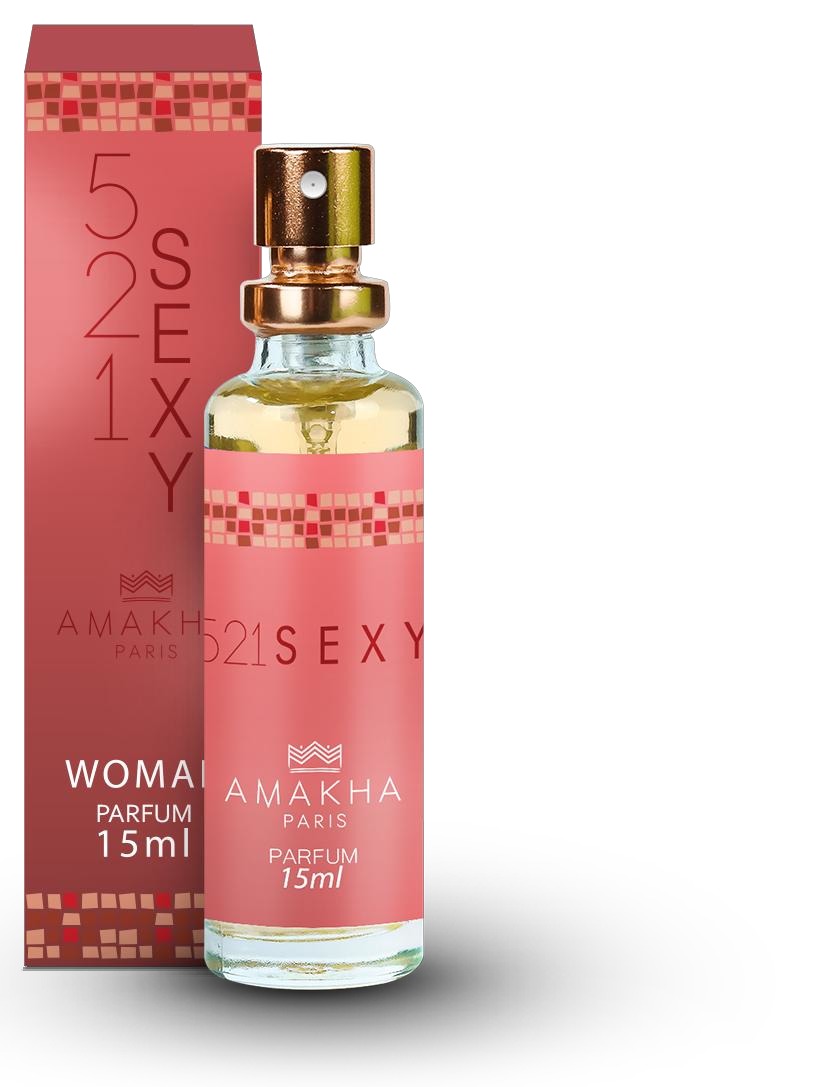 521
SEXY
AMAKH
PARIS
WOMA
PARFUM
15ml
521SEXY
AMAKHA
PARIS
PARFUM
15ml